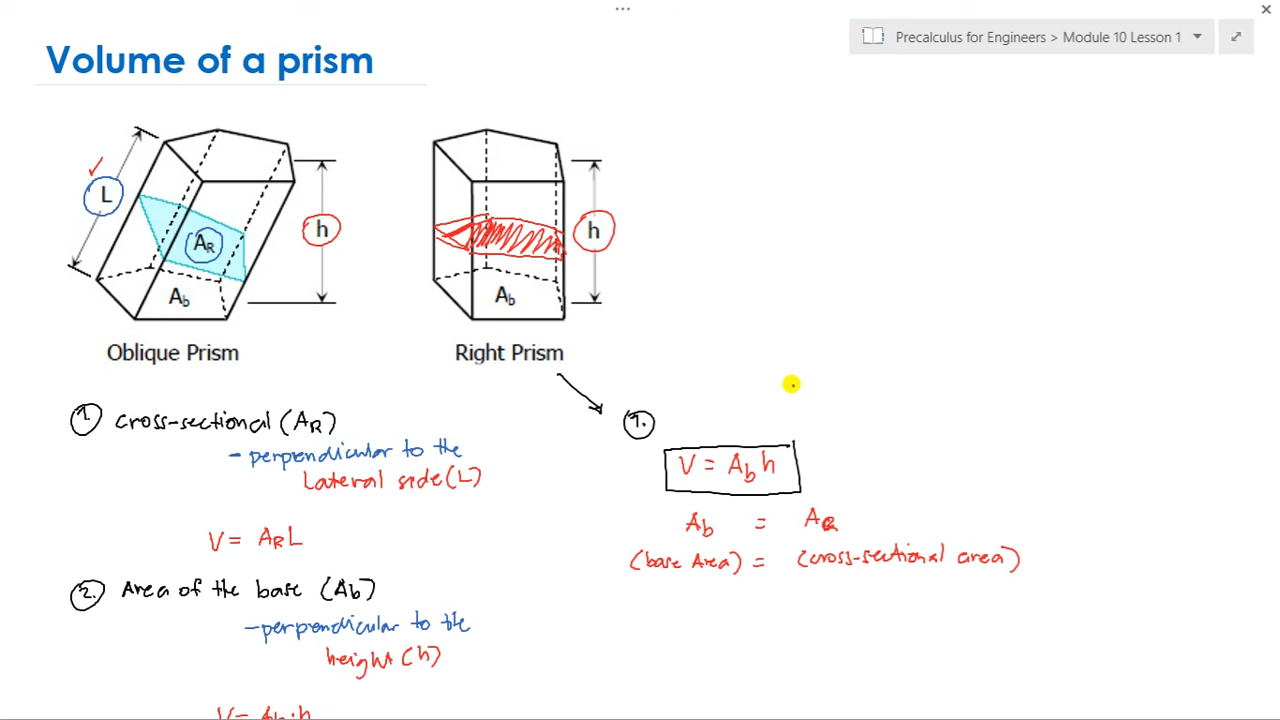 ...
Volume of a prism
Precalculus for Engineers > Module 10 Lesson 1
L
AR
h
Ab
h
Ab
Oblique Prism
Right Prism
1. cross-sectional (AR)
- perpendicular to the
Lateral side (L)
V = ARL
2. Area of the base (Ab)
- perpendicular to the
height (h)
V = Ab·h
1.
V = Abh
Ab = AR
(base Area) = (cross-sectional area)